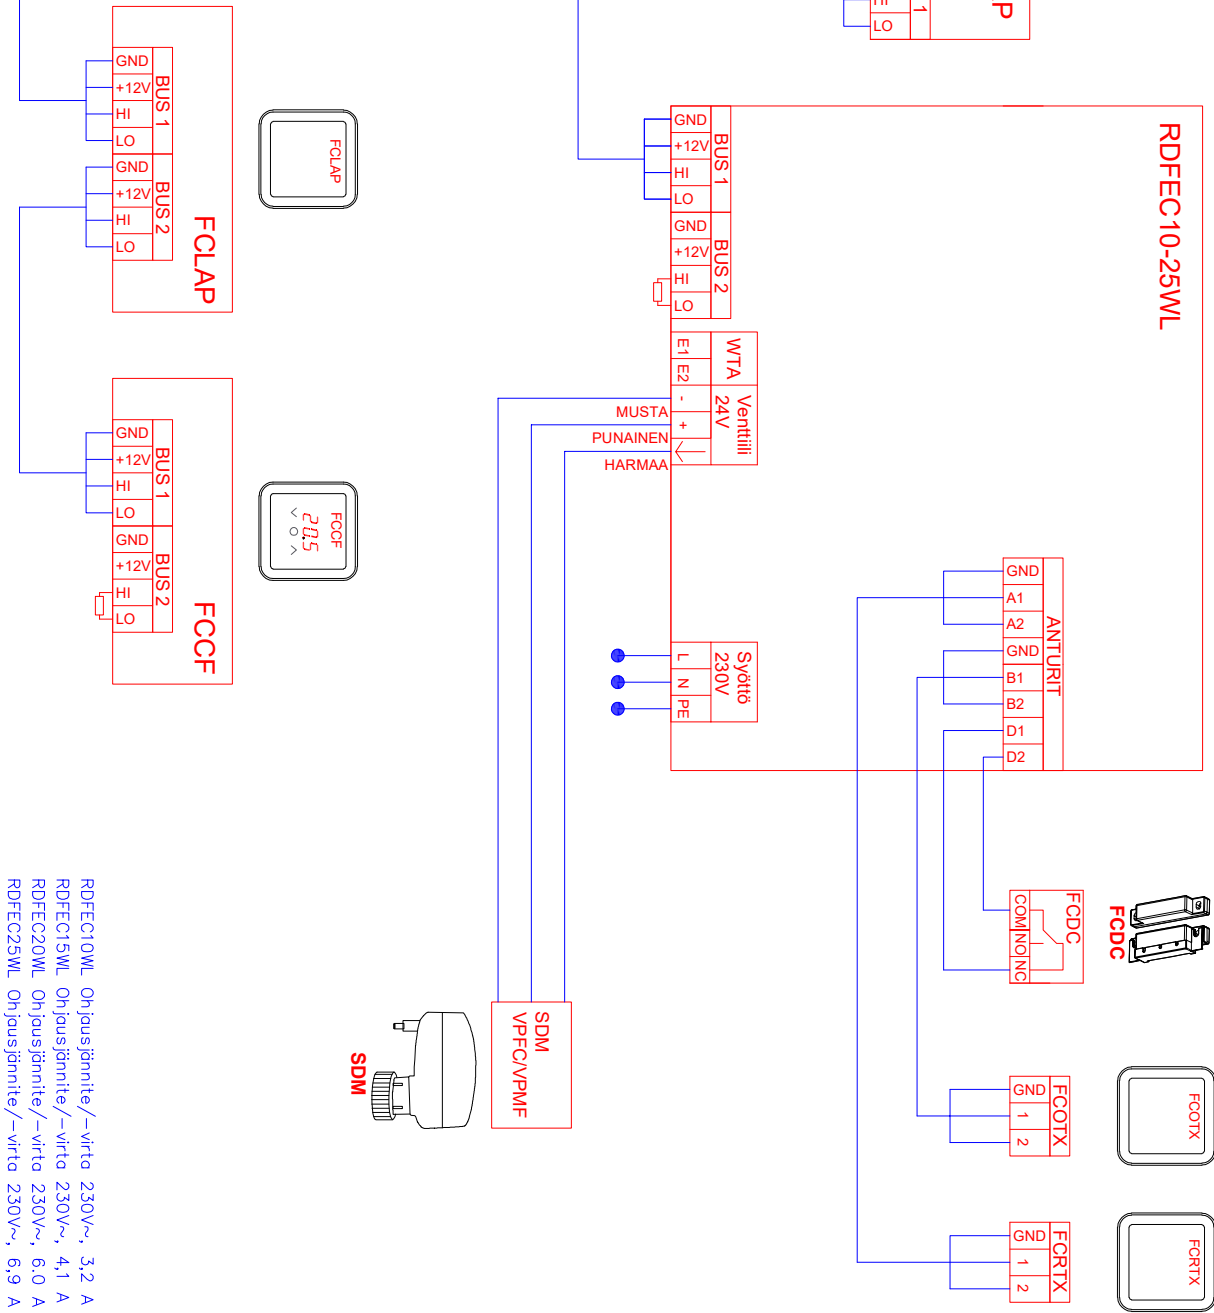 P
1
HI
LO
RDFEC10-25WL
BUS 1
GND
+12V
HI
LO
BUS 2
GND
+12V
HI
LO
WTA
E1
E2
Venttiili
24V
-
+
MUSTA
PUNAINEN
HARMAA
Syöttö
230V
L
N
PE
ANTURIT
GND
A1
A2
GND
B1
B2
D1
D2
FCLAP
BUS 1
GND
+12V
HI
LO
BUS 2
GND
+12V
HI
LO
FCLAP
FCCF
BUS 1
GND
+12V
HI
LO
BUS 2
GND
+12V
HI
LO
FCCF
20.5
FCDC
COM
NO
NC
FCDC
SDM
VPFC/VPMF
SDM
FCOTX
GND
1
2
FCOTX
FCRTX
GND
1
2
FCRTX
RDFEC10WL Ohjausjännite/-virta 230V~, 3,2 A
RDFEC15WL Ohjausjännite/-virta 230V~, 4,1 A
RDFEC20WL Ohjausjännite/-virta 230V~, 6.0 A
RDFEC25WL Ohjausjännite/-virta 230V~, 6,9 A